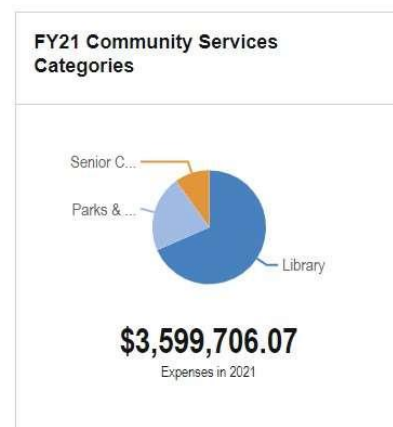 FY21 Community Services
Categories
Senior C...
Parks & ...
Library
$3,599,706.07
Expenses in 2021